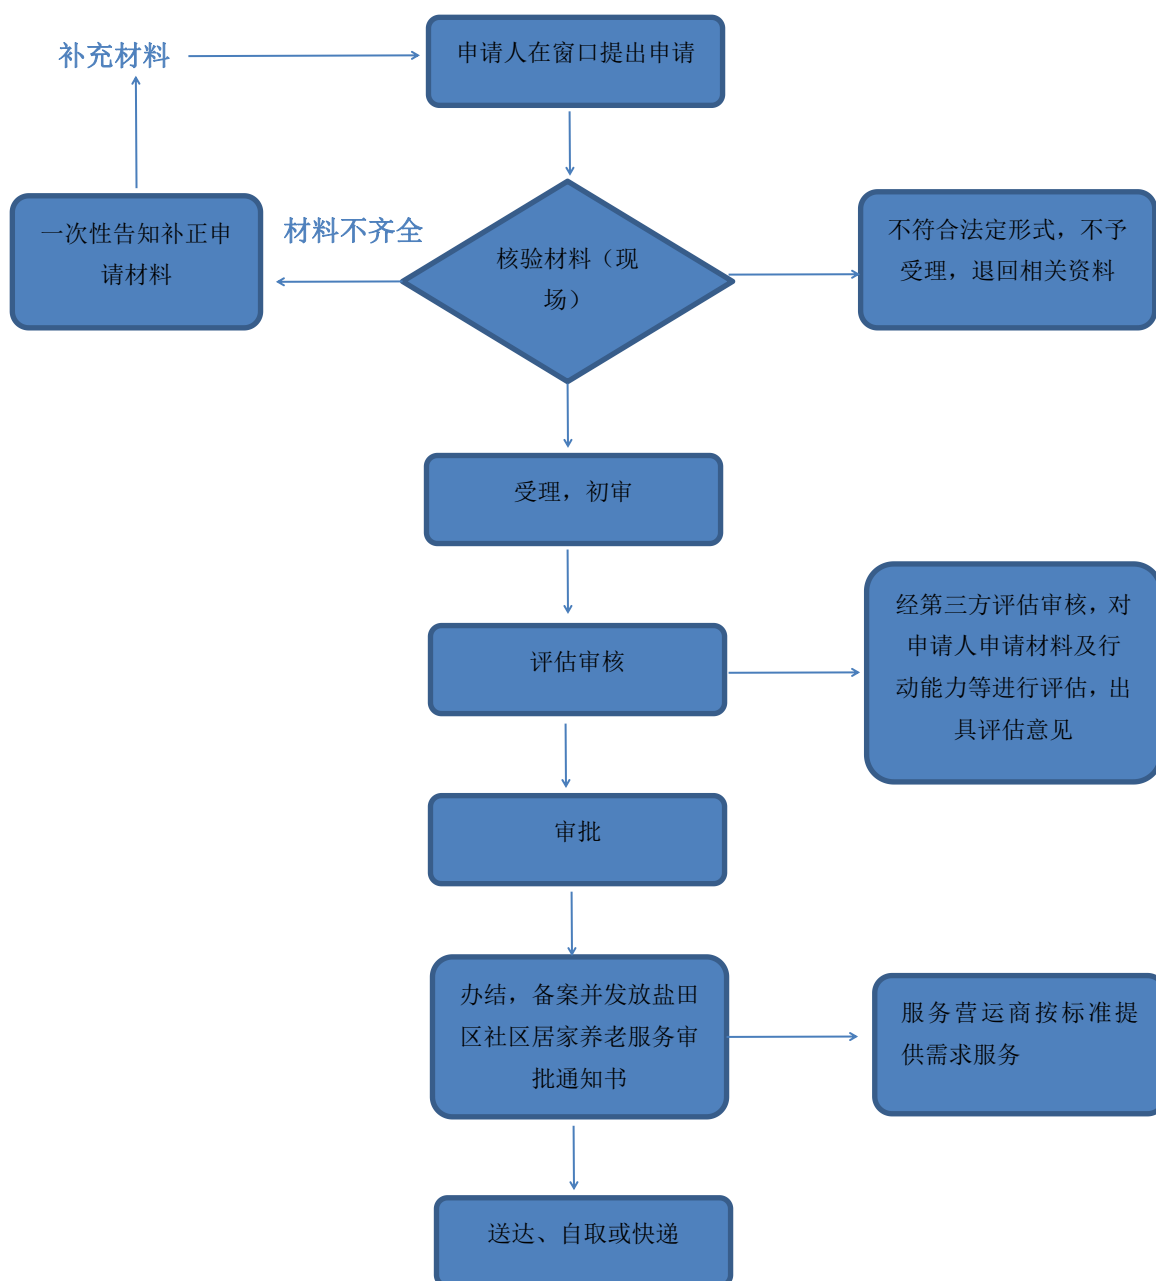 补充材料
申请人在窗口提出申请
一次性告知补正申
请材料
材料不齐全
核验材料（现
场）
不符合法定形式，不予
受理，退回相关资料
受理，初审
评估审核
经第三方评估审核，对
申请人申请材料及行
动能力等进行评估，出
具评估意见
审批
办结，备案并发放盐田
区社区居家养老服务审
批通知书
服务营运商按标准提
供需求服务
送达、自取或快递